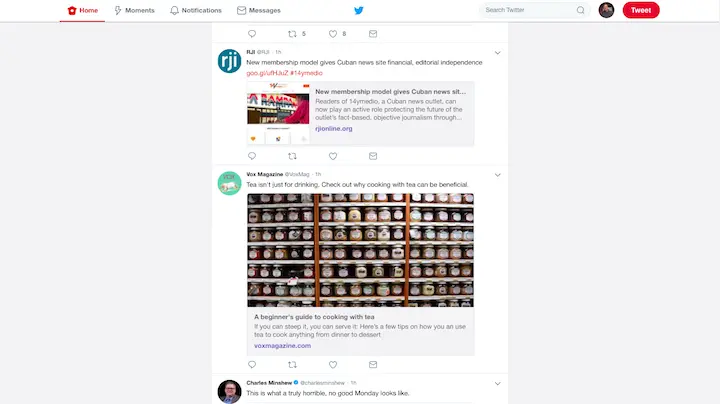 Home Moments Notifications Messages Search Twitter Tweet
5 8
rji
RJI @RJI · 1h
New membership model gives Cuban news site financial, editorial independence
goo.gl/ufHJuZ #14ymedio
New membership model gives Cuban news sit...
Readers of 14ymedio, a Cuban news outlet, can
now play an active role protecting the future of the
outlet's fact-based, objective journalism through...
rjionline.org
VOX
Vox Magazine @VoxMag · 1h
Tea isn't just for drinking. Check out why cooking with tea can be beneficial.
A beginner's guide to cooking with tea
If you can steep it, you can serve it: Here's a few tips on how you an use
tea to cook anything from dinner to dessert
voxmagazine.com
Charles Minshew @charlesminshew · 1h
This is what a truly horrible, no good Monday looks like.